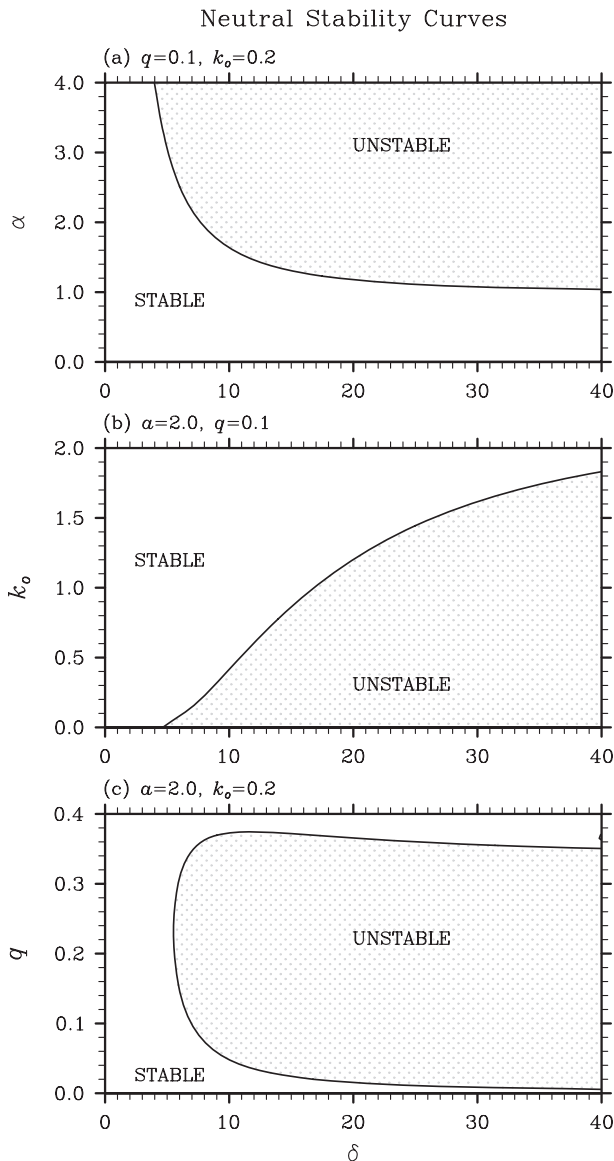 Neutral Stability Curves
(a) q=0.1, kₒ=0.2
4.0
3.0
2.0
1.0
0.0
α
UNSTABLE
STABLE
0 10 20 30 40
(b) a=2.0, q=0.1
2.0
1.5
1.0
0.5
0.0
kₒ
STABLE
UNSTABLE
0 10 20 30 40
(c) a=2.0, kₒ=0.2
0.4
0.3
0.2
0.1
0.0
q
UNSTABLE
STABLE
0 10 20 30 40
δ